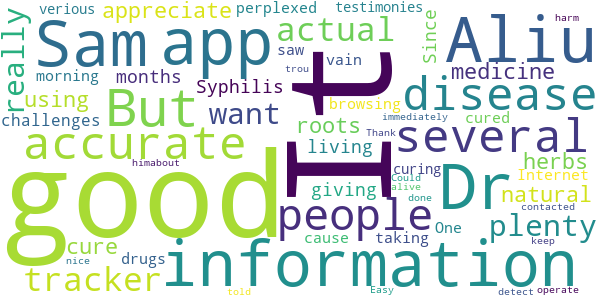 verious
appreciate
perplexed
testimonies
Since
really
Sam
app
actual
saw
vain
Aliu
morning
months
Syphilis
medicine
using
But
want
browsing
disease
challenges
roots
Thank
immediately
cured
trou
harm
It
accurate
living
several
himabout
curing
herbs
good
giving
Could
alive
done
Dr
Internet
natural
people
contacted
cure
drugs
cause
taking
One
plenty
nice
keep
tracker
information
told
Easy
detect
operate